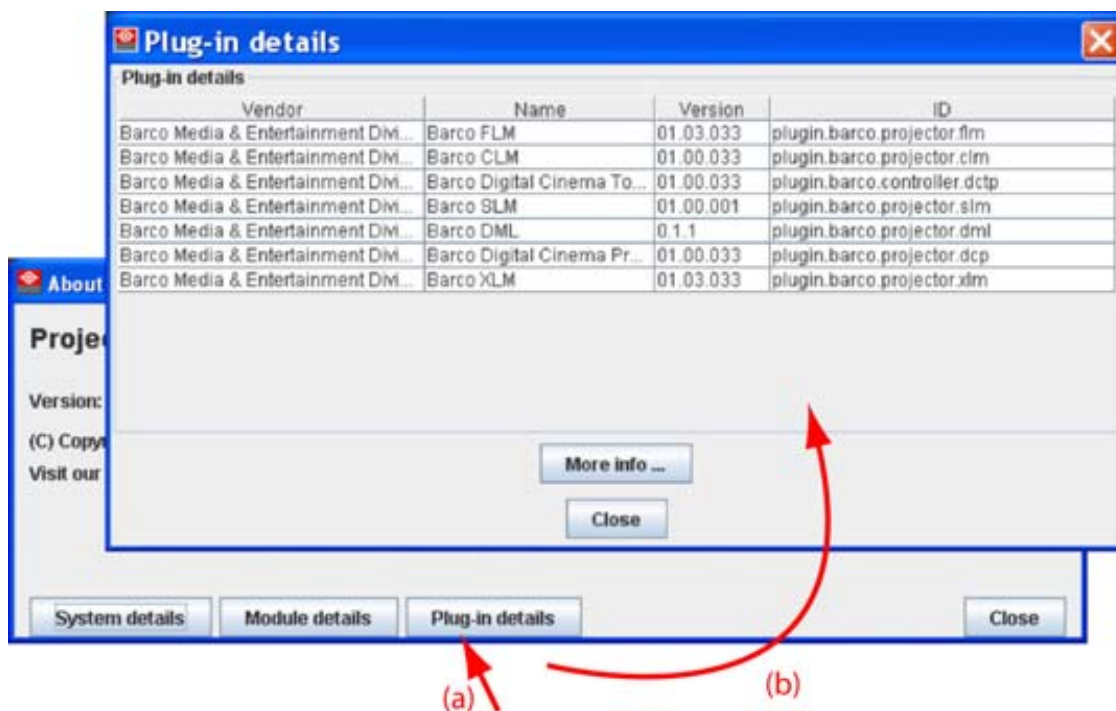 Plug-in details
Plug-in details
Vendor Name Version ID
Barco Media & Entertainment Divi... Barco FLM 01.03.033 plugin.barco.projector.flm
Barco Media & Entertainment Divi... Barco CLM 01.00.033 plugin.barco.projector.clm
Barco Media & Entertainment Divi... Barco Digital Cinema To... 01.00.033 plugin.barco.controller.dctp
Barco Media & Entertainment Divi... Barco SLM 01.00.001 plugin.barco.projector.slm
Barco Media & Entertainment Divi... Barco DML 0.1.1 plugin.barco.projector.dml
Barco Media & Entertainment Divi... Barco Digital Cinema Pr... 01.00.033 plugin.barco.projector.dcp
Barco Media & Entertainment Divi... Barco XLM 01.03.033 plugin.barco.projector.xlm
More info ...
Close
About
Projec
Version:
(C) Copy
Visit our
System details Module details Plug-in details Close
(a) (b)